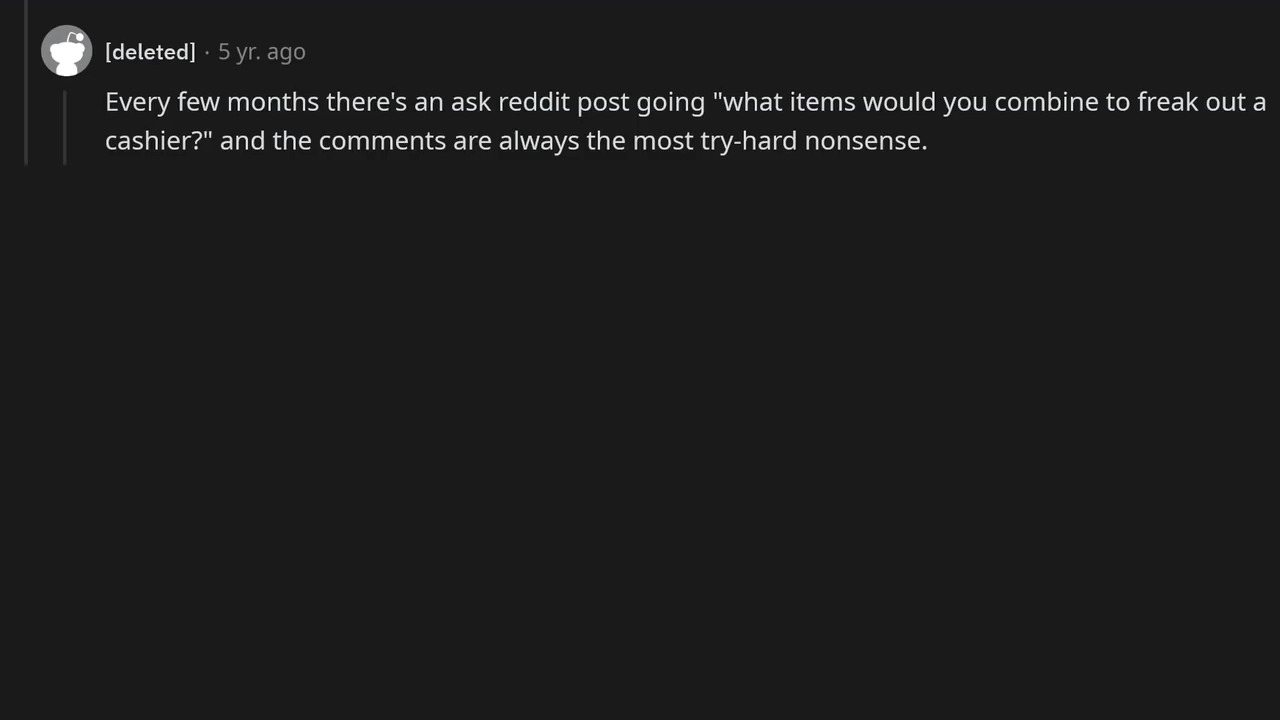 [deleted] · 5 yr. ago
Every few months there's an ask reddit post going "what items would you combine to freak out a
cashier?" and the comments are always the most try-hard nonsense.